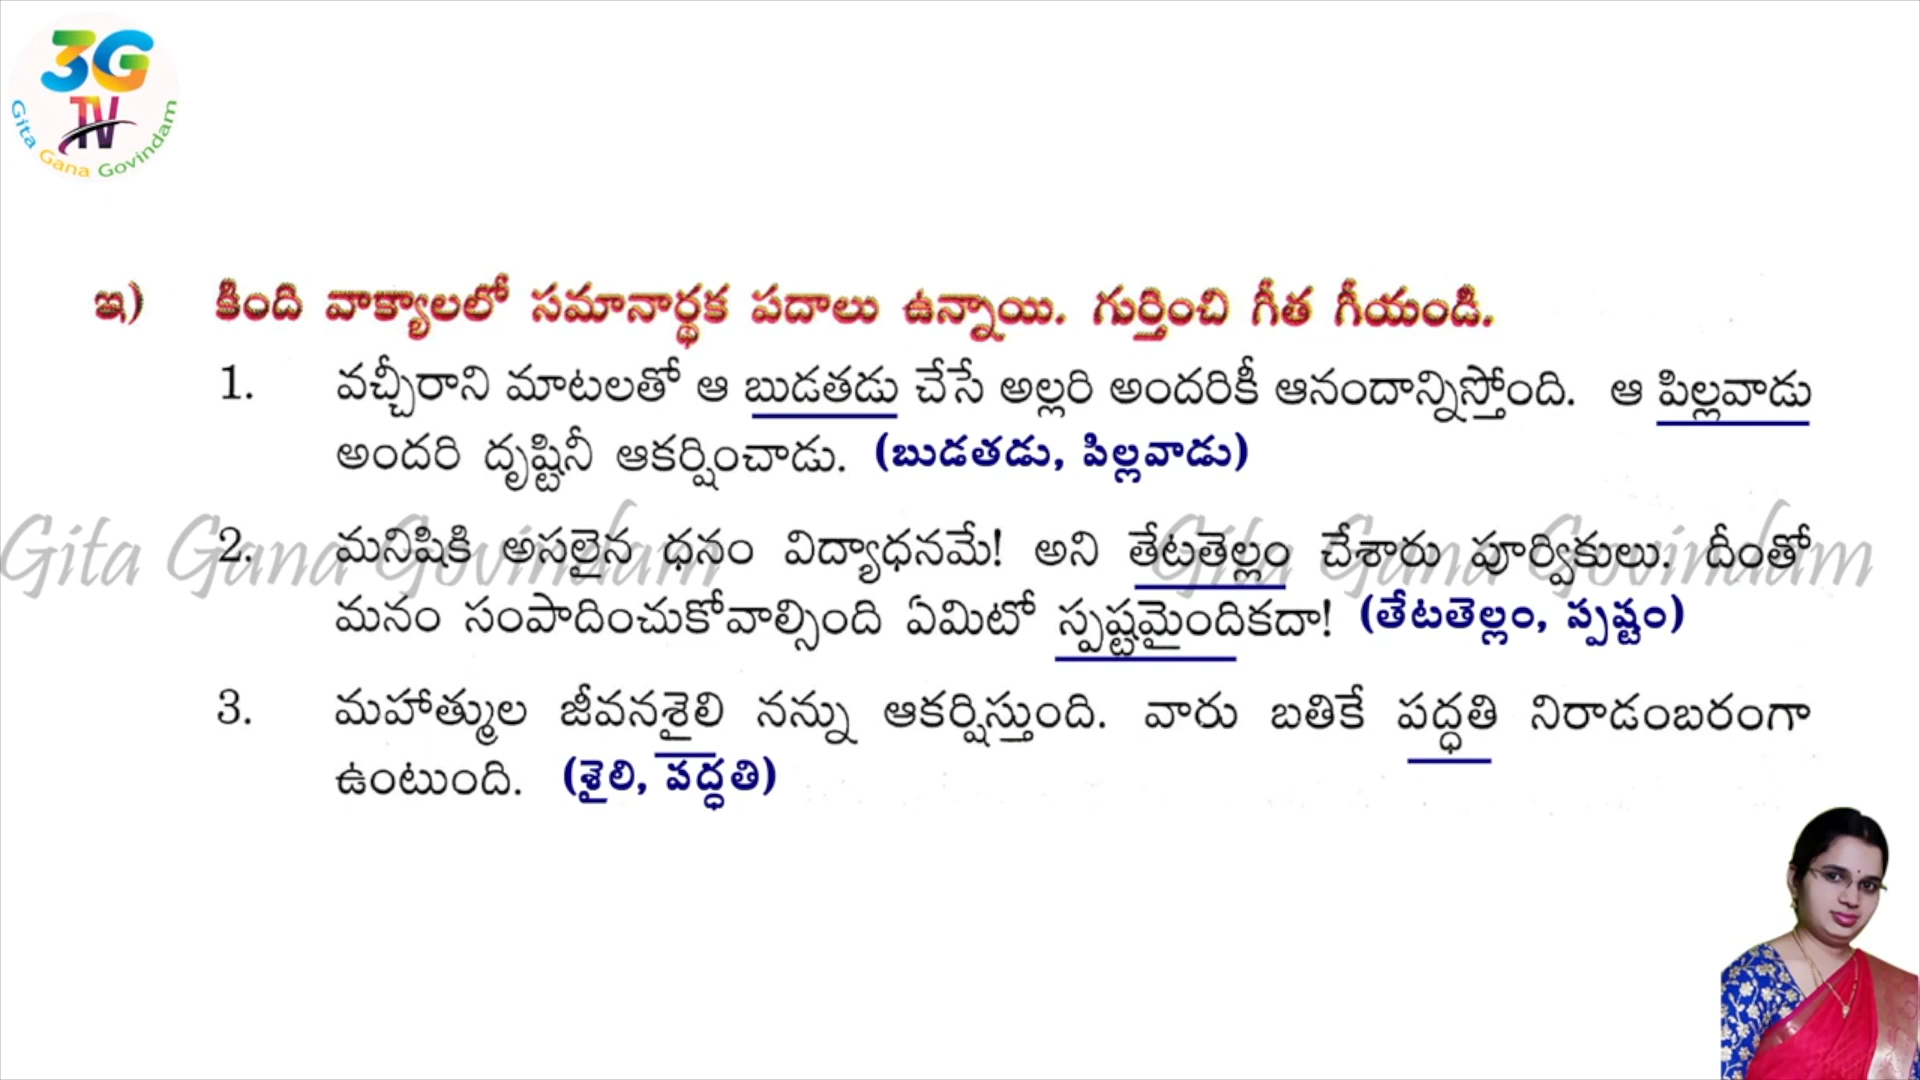 3G
TV
Gita Gana Govindam
ఇ) కింది వాక్యాలలో సమానార్థక పదాలు ఉన్నాయి. గుర్తించి గీత గీయండి.
1. వచ్చీరాని మాటలతో ఆ బుడతడు చేసే అల్లరి అందరికీ ఆనందాన్నిస్తోంది. ఆ పిల్లవాడు
అందరి దృష్టినీ ఆకర్షించాడు. (బుడతడు, పిల్లవాడు)
Gita Gana Govindam Gita Gana Govindam
2. మనిషికి అసలైన ధనం విద్యాధనమే! అని తేటతెల్లం చేశారు పూర్వికులు. దీంతో
మనం సంపాదించుకోవాల్సింది ఏమిటో స్పష్టమైందికదా! (తేటతెల్లం, స్పష్టం)
3. మహాత్ముల జీవనశైలి నన్ను ఆకర్షిస్తుంది. వారు బతికే పద్ధతి నిరాడంబరంగా
ఉంటుంది. (శైలి, పద్ధతి)